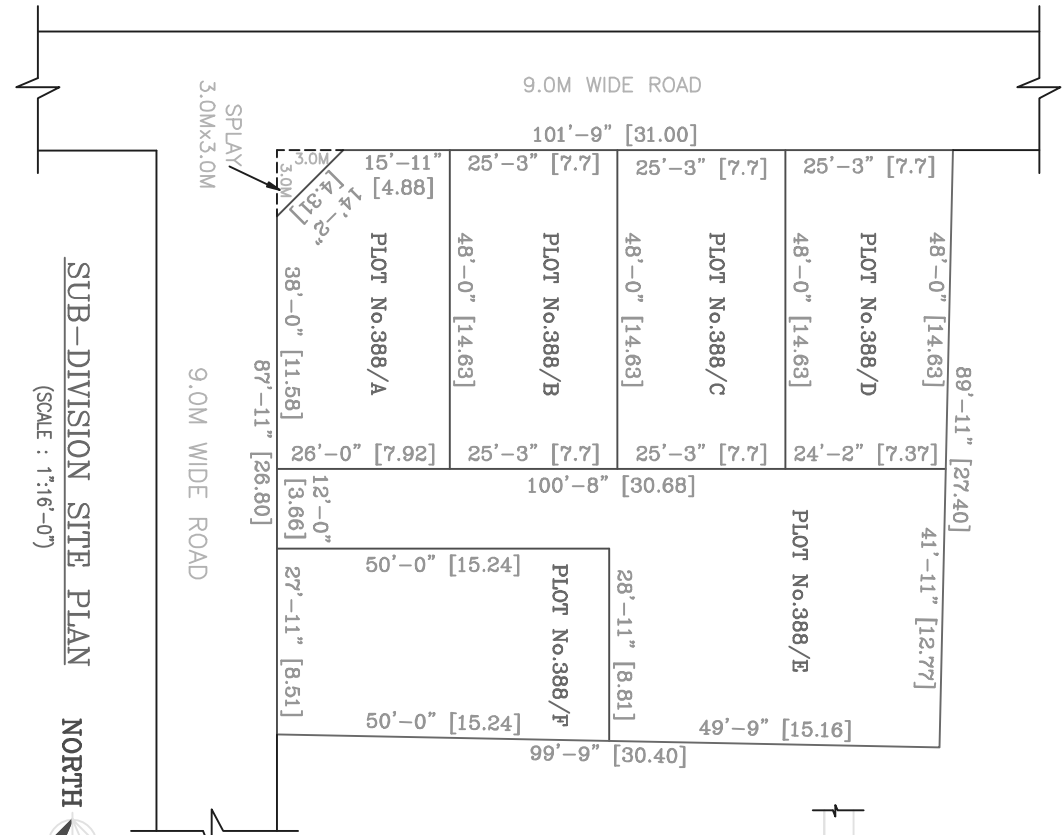 9.0M WIDE ROAD
SPLAY
3.0Mx3.0M
101'-9" [31.00]
3.0M
3.0M
14'-2"
[4.31]
15'-11"
[4.88]
25'-3" [7.7]
25'-3" [7.7]
25'-3" [7.7]
38'-0" [11.58]
PLOT No.388/A
48'-0" [14.63]
PLOT No.388/B
48'-0" [14.63]
PLOT No.388/C
48'-0" [14.63]
PLOT No.388/D
48'-0" [14.63]
87'-11" [26.80]
89'-11" [27.40]
9.0M WIDE ROAD
26'-0" [7.92]
25'-3" [7.7]
25'-3" [7.7]
24'-2" [7.37]
100'-8" [30.68]
12'-0"
[3.66]
PLOT No.388/E
41'-11" [12.77]
50'-0" [15.24]
27'-11" [8.51]
PLOT No.388/F
28'-11" [8.81]
50'-0" [15.24]
49'-9" [15.16]
99'-9" [30.40]
SUB-DIVISION SITE PLAN
(SCALE : 1":16'-0")
NORTH